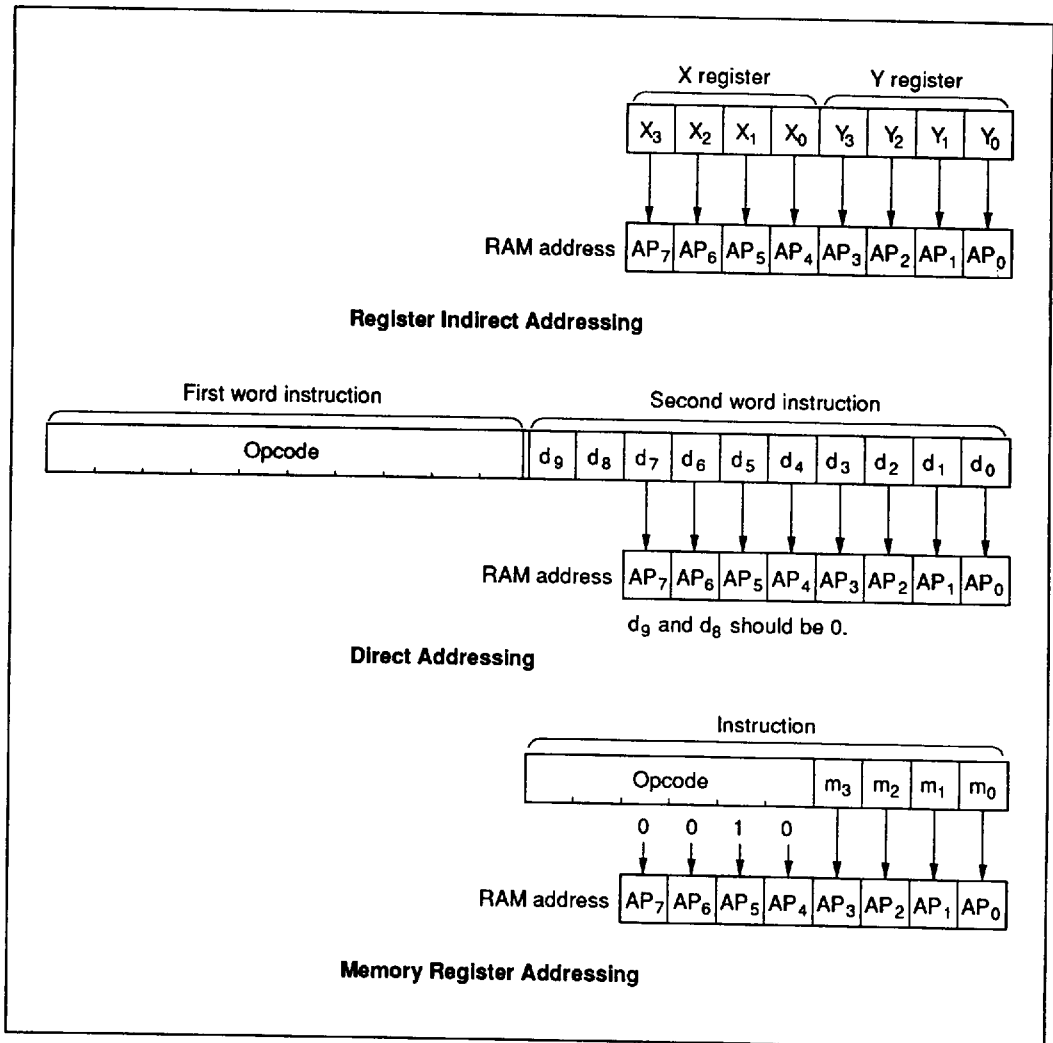 X register Y register
X₃ X₂ X₁ X₀ Y₃ Y₂ Y₁ Y₀
RAM address AP₇ AP₆ AP₅ AP₄ AP₃ AP₂ AP₁ AP₀
Register Indirect Addressing
First word instruction Second word instruction
Opcode d₉ d₈ d₇ d₆ d₅ d₄ d₃ d₂ d₁ d₀
RAM address AP₇ AP₆ AP₅ AP₄ AP₃ AP₂ AP₁ AP₀
d₉ and d₈ should be 0.
Direct Addressing
Instruction
Opcode m₃ m₂ m₁ m₀
0 0 1 0
RAM address AP₇ AP₆ AP₅ AP₄ AP₃ AP₂ AP₁ AP₀
Memory Register Addressing